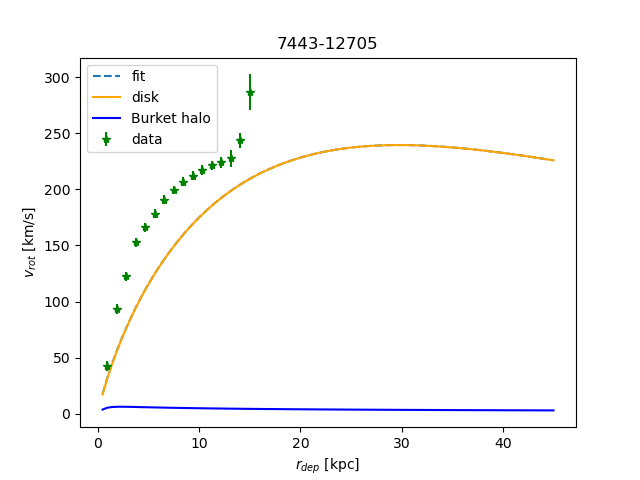 7443-12705
fit
disk
Burket halo
data
300
250
200
150
100
50
0
v_rot [km/s]
0 10 20 30 40
r_dep [kpc]